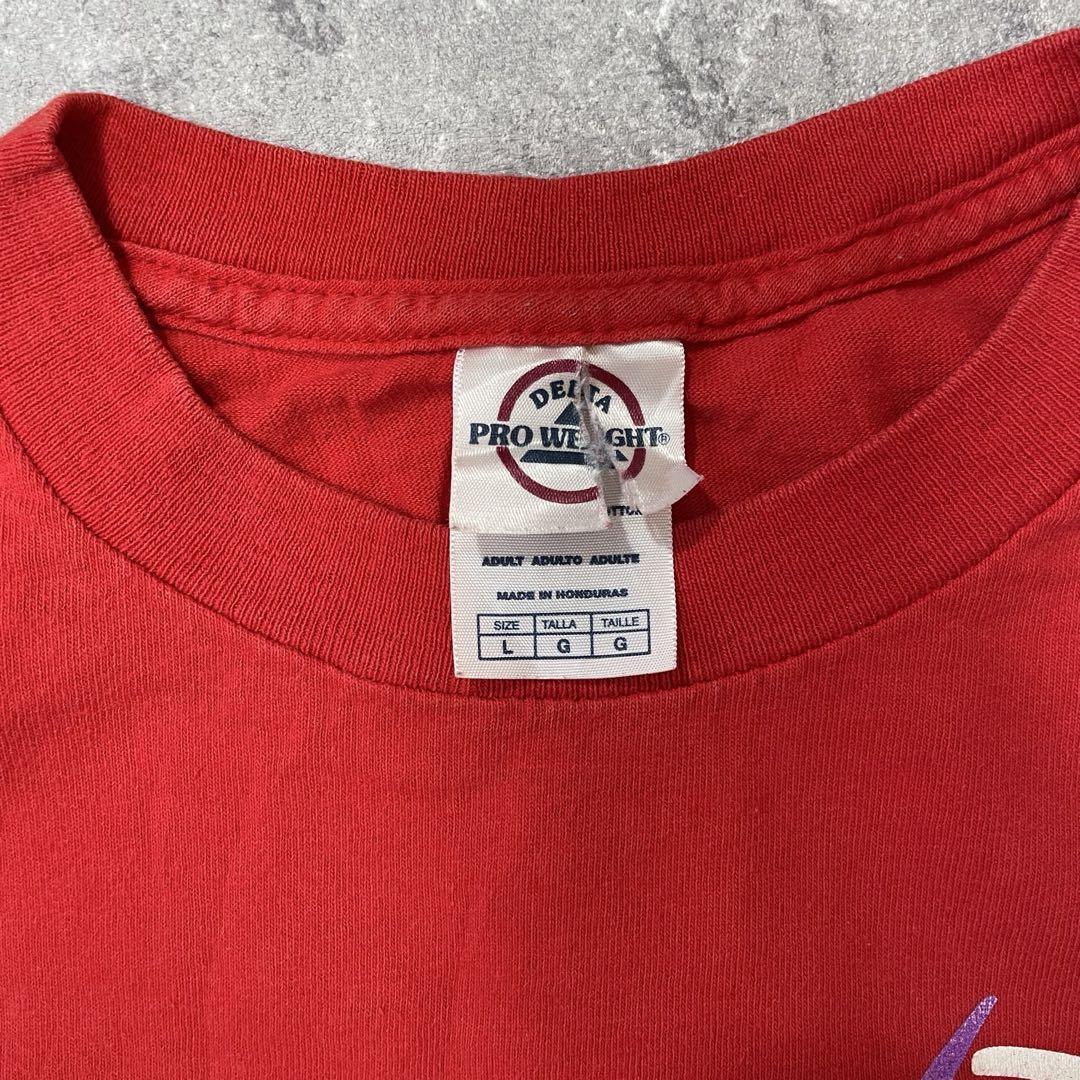 DELTA
PRO WEIGHT®
ADULT ADULTO ADULTE
MADE IN HONDURAS
SIZE TALLA TAILLE
L G G